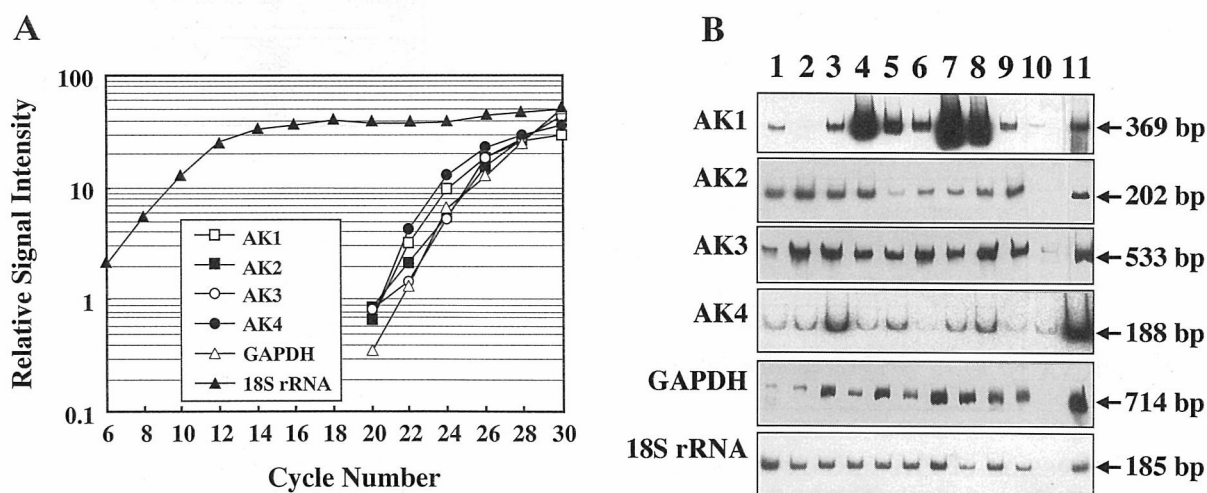 A
Relative Signal Intensity
100
10
1
0.1
AK1
AK2
AK3
AK4
GAPDH
18S rRNA
6 8 10 12 14 16 18 20 22 24 26 28 30
Cycle Number
B
1 2 3 4 5 6 7 8 9 10 11
AK1 369 bp
AK2 202 bp
AK3 533 bp
AK4 188 bp
GAPDH 714 bp
18S rRNA 185 bp